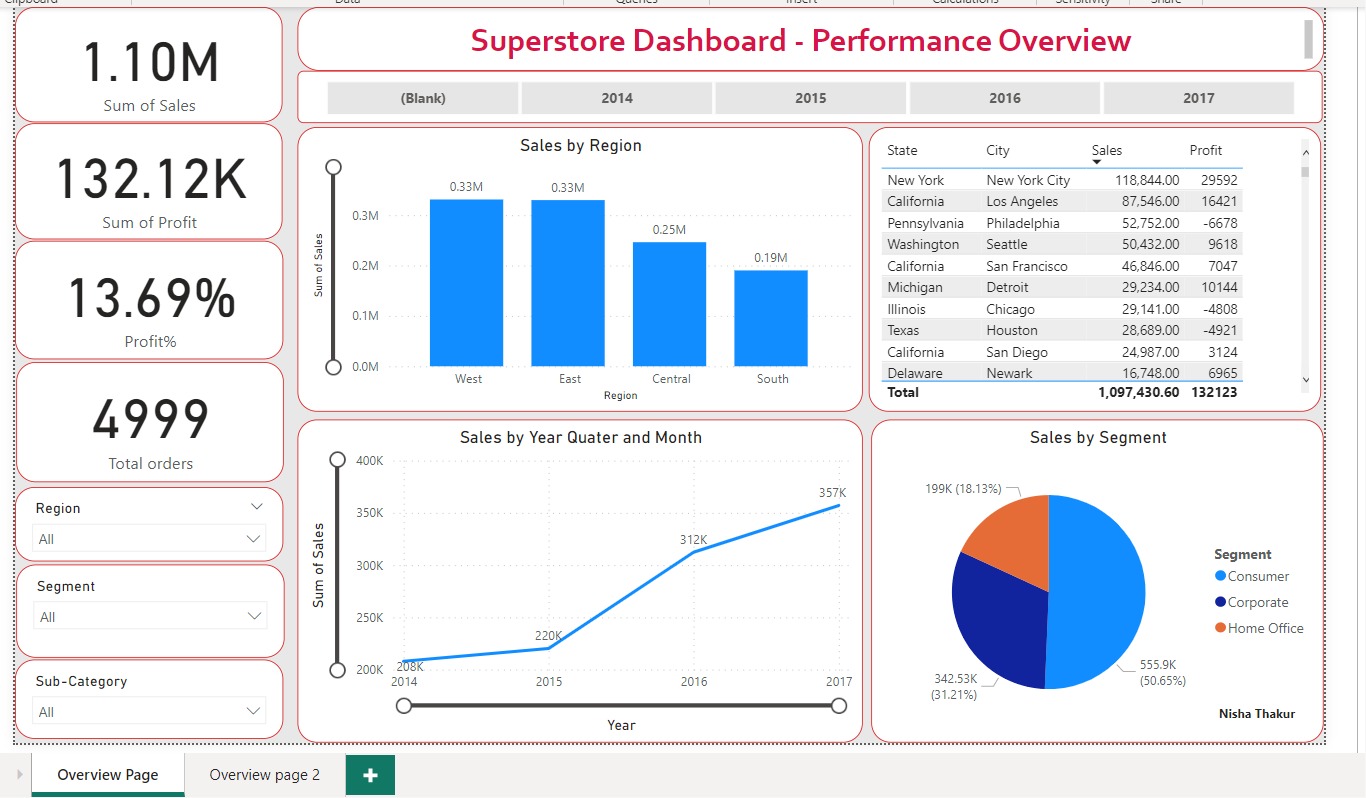 Clipboard Data Queries Insert Calculations Sensitivity Share
1.10M
Sum of Sales
132.12K
Sum of Profit
13.69%
Profit%
4999
Total orders
Region
All
Segment
All
Sub-Category
All
Superstore Dashboard - Performance Overview
(Blank) 2014 2015 2016 2017
Sales by Region
Sum of Sales
0.3M
0.2M
0.1M
0.0M
0.33M
0.33M
0.25M
0.19M
West East Central South
Region
State City Sales Profit
New York New York City 118,844.00 29592
California Los Angeles 87,546.00 16421
Pennsylvania Philadelphia 52,752.00 -6678
Washington Seattle 50,432.00 9618
California San Francisco 46,846.00 7047
Michigan Detroit 29,234.00 10144
Illinois Chicago 29,141.00 -4808
Texas Houston 28,689.00 -4921
California San Diego 24,987.00 3124
Delaware Newark 16,748.00 6965
Total 1,097,430.60 132123
Sales by Year Quater and Month
Sum of Sales
400K
350K
300K
250K
200K
208K
220K
312K
357K
2014 2015 2016 2017
Year
Sales by Segment
199K (18.13%)
342.53K
(31.21%)
555.9K
(50.65%)
Segment
Consumer
Corporate
Home Office
Nisha Thakur
Overview Page Overview page 2 +